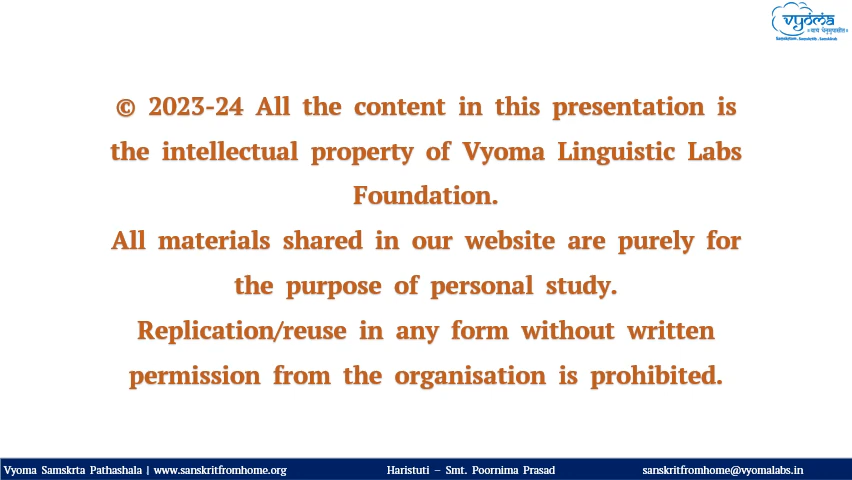 vyoma
॥ वाचं धेनुमुपासीत ॥
© 2023-24 All the content in this presentation is
the intellectual property of Vyoma Linguistic Labs
Foundation.
All materials shared in our website are purely for
the purpose of personal study.
Replication/reuse in any form without written
permission from the organisation is prohibited.
Vyoma Samskrta Pathashala | www.sanskritfromhome.org
Haristuti – Smt. Poornima Prasad
sanskritfromhome@vyomalabs.in